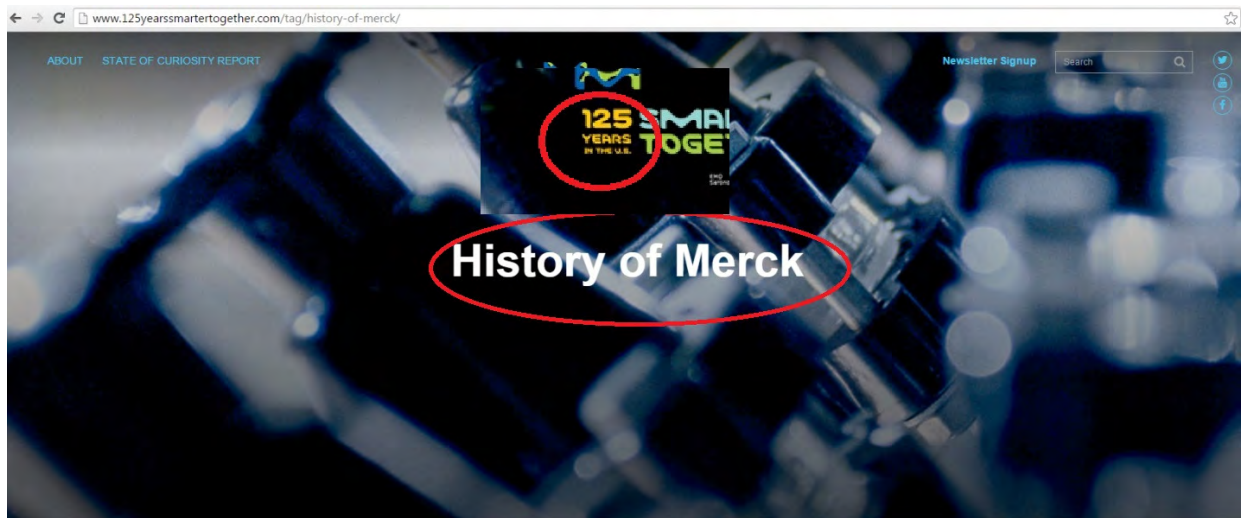 www.125yearssmartertogether.com/tag/history-of-merck/
ABOUT STATE OF CURIOSITY REPORT
Newsletter Signup
Search
125 SMAR
YEARS TOGET
IN THE U.S.
EMD
History of Merck